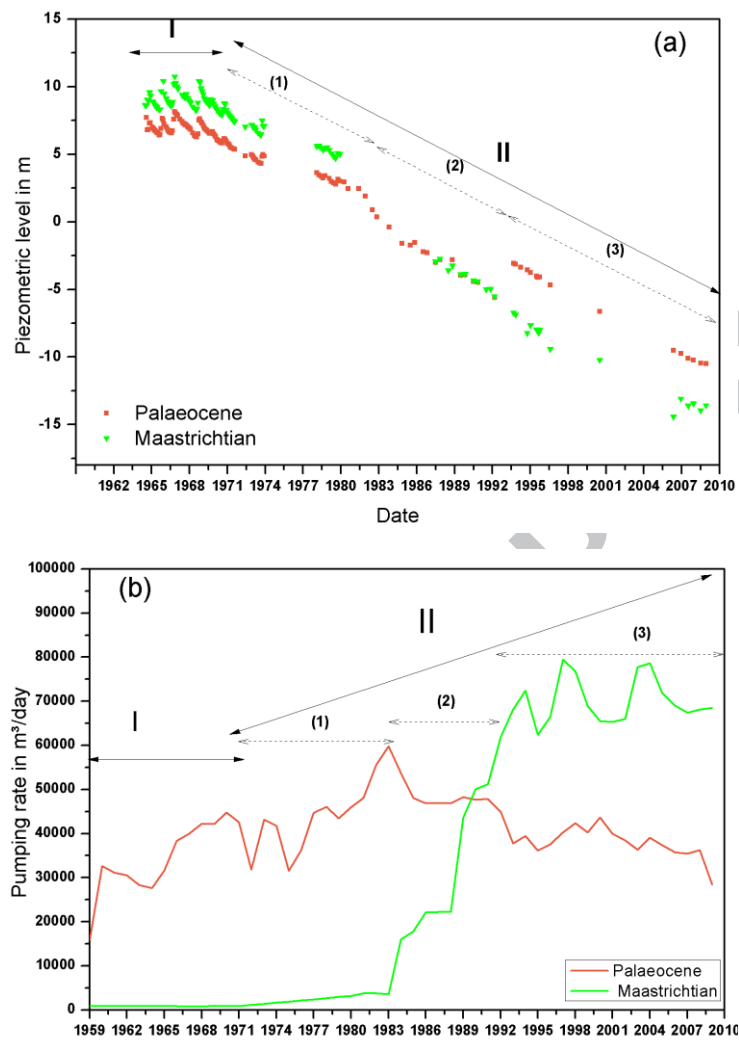 I
(a)
(1)
(2)
II
(3)
15
10
5
0
-5
-10
-15
Piezometric level in m
Palaeocene
Maastrichtian
1962 1965 1968 1971 1974 1977 1980 1983 1986 1989 1992 1995 1998 2001 2004 2007 2010
Date
(b)
II
(3)
(2)
I
(1)
100000
90000
80000
70000
60000
50000
40000
30000
20000
10000
0
Pumping rate in m³/day
Palaeocene
Maastrichtian
1959 1962 1965 1968 1971 1974 1977 1980 1983 1986 1989 1992 1995 1998 2001 2004 2007 2010